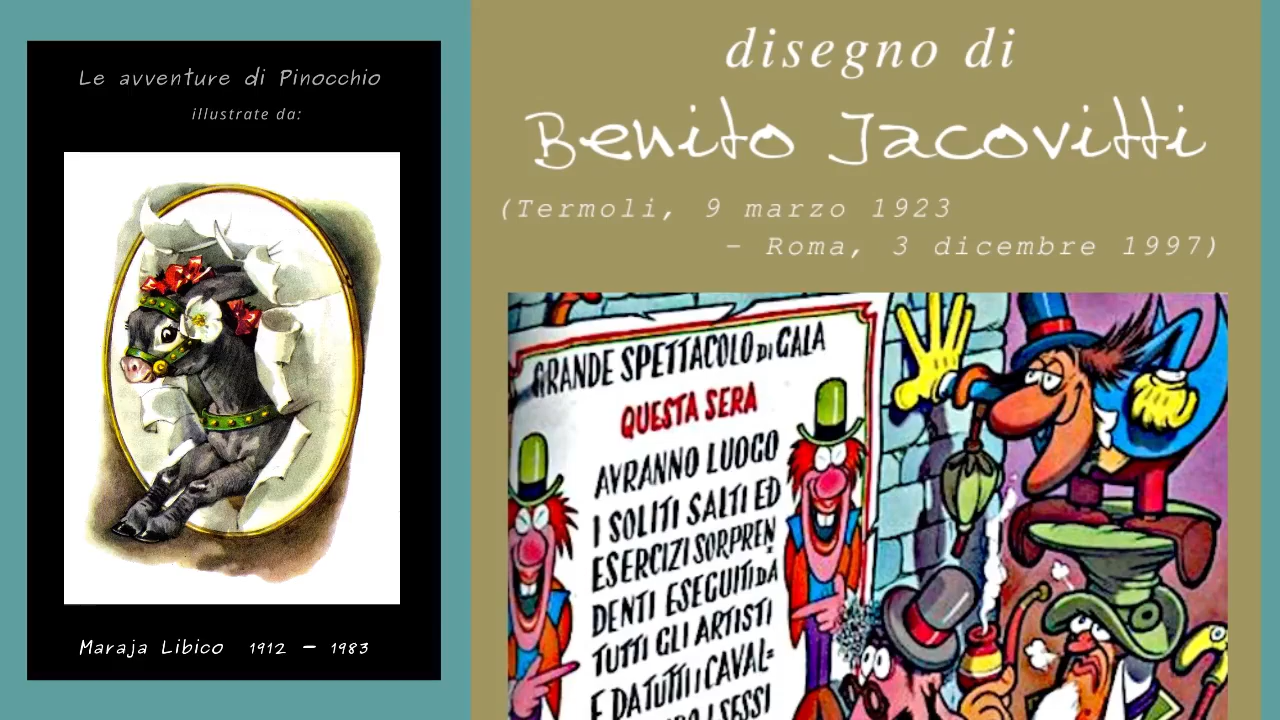 Le avventure di Pinocchio
illustrate da:
Maraja Libico 1912 – 1983
disegno di
Benito Jacovitti
(Termoli, 9 marzo 1923
– Roma, 3 dicembre 1997)
GRANDE SPETTACOLO DI GALA
QUESTA SERA
AVRANNO LUOGO
I SOLITI SALTI ED
ESERCIZI SORPREN
DENTI ESEGUITI DA
TUTTI GLI ARTISTI
E DA TUTTI I CAVAL=
I SESSI